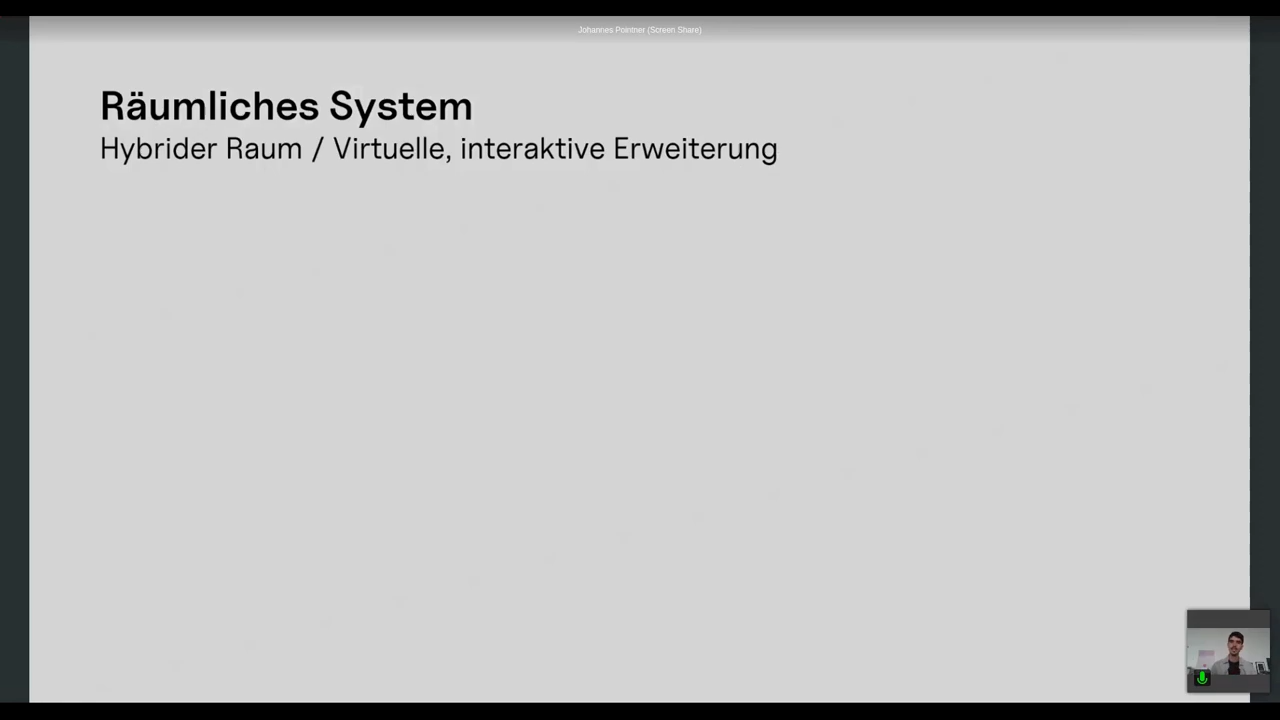 Johannes Pointner (Screen Share)
Räumliches System
Hybrider Raum / Virtuelle, interaktive Erweiterung